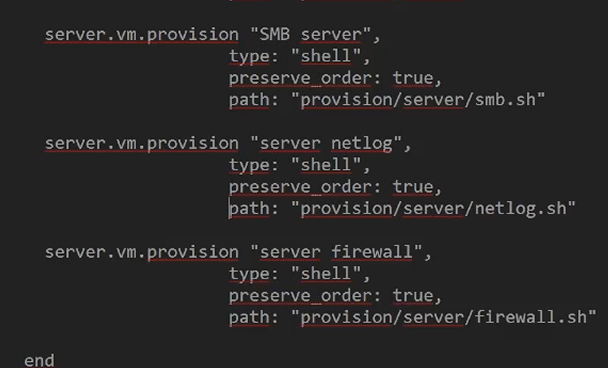 server.vm.provision "SMB server",
type: "shell",
preserve_order: true,
path: "provision/server/smb.sh"
server.vm.provision "server netlog",
type: "shell",
preserve_order: true,
path: "provision/server/netlog.sh"
server.vm.provision "server firewall",
type: "shell",
preserve_order: true,
path: "provision/server/firewall.sh"
end